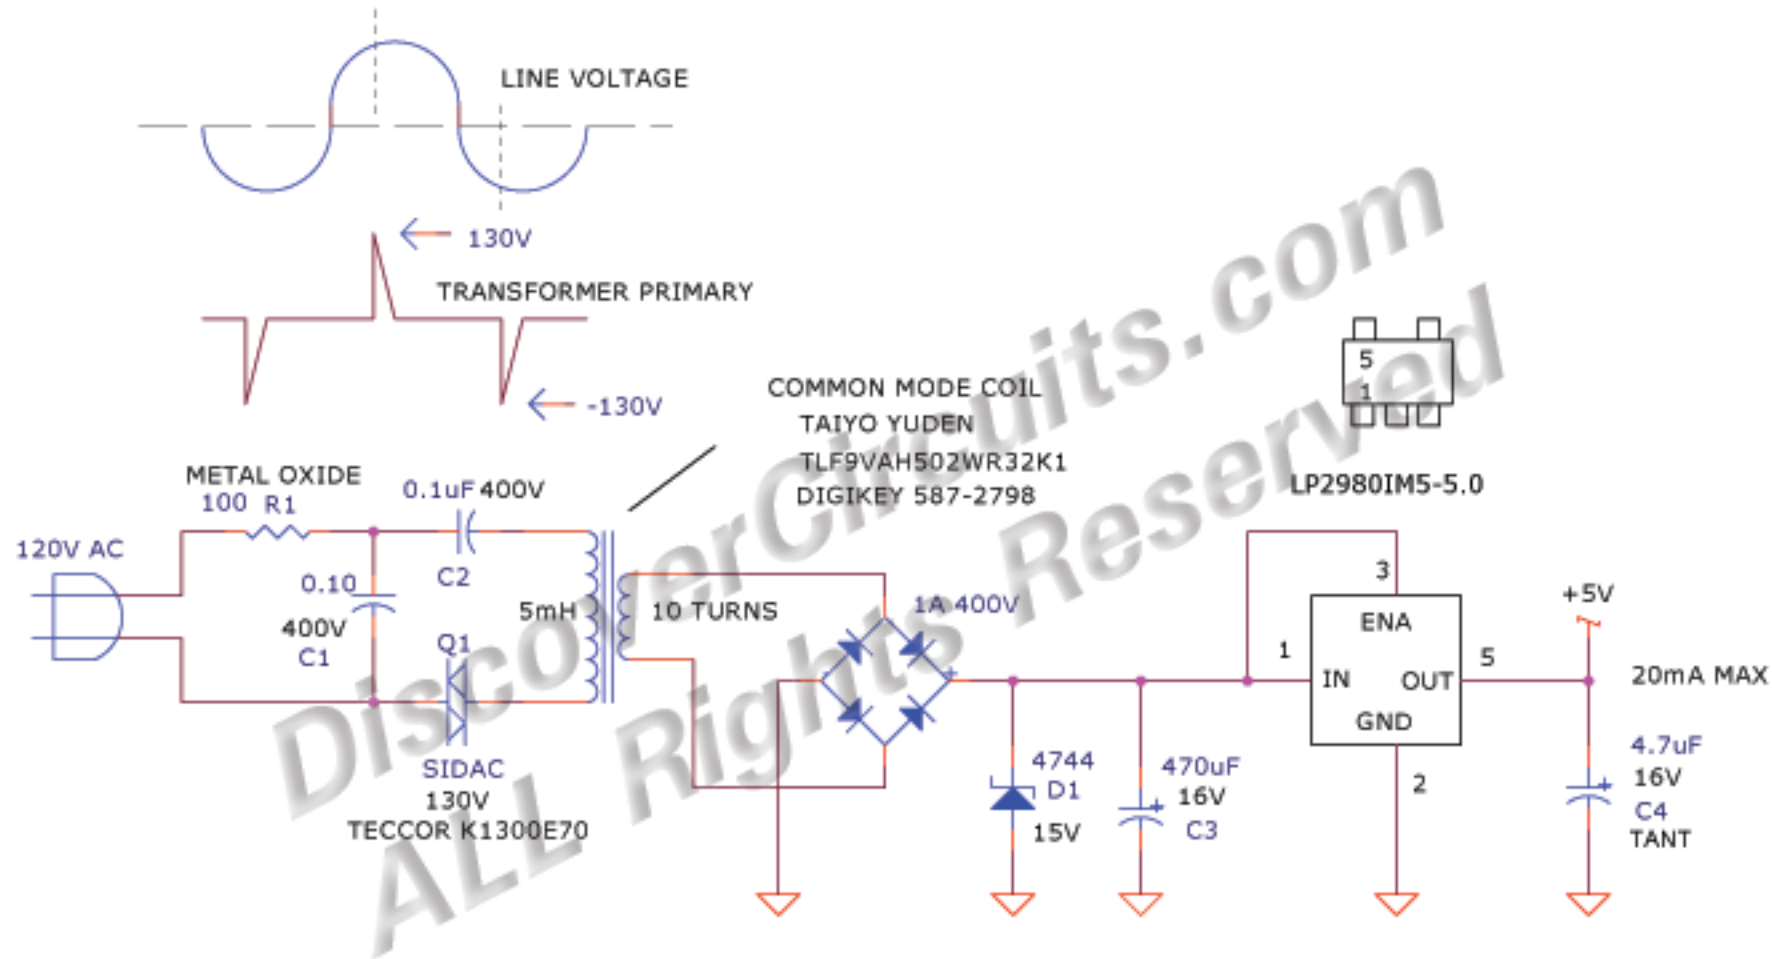 LINE VOLTAGE
130V
TRANSFORMER PRIMARY
-130V
COMMON MODE COIL
TAIYO YUDEN
TLF9VAH502WR32K1
DIGIKEY 587-2798
5
1
LP2980IM5-5.0
METAL OXIDE
100 R1
0.1uF 400V
120V AC
0.10
400V
C1
C2
Q1
5mH
10 TURNS
1A 400V
SIDAC
130V
TECCOR K1300E70
+
4744
D1
15V
470uF
16V
+
C3
1
3
ENA
IN
OUT
GND
5
2
+5V
20mA MAX
4.7uF
16V
+
C4
TANT
DiscoverCircuits.com
ALL Rights Reserved